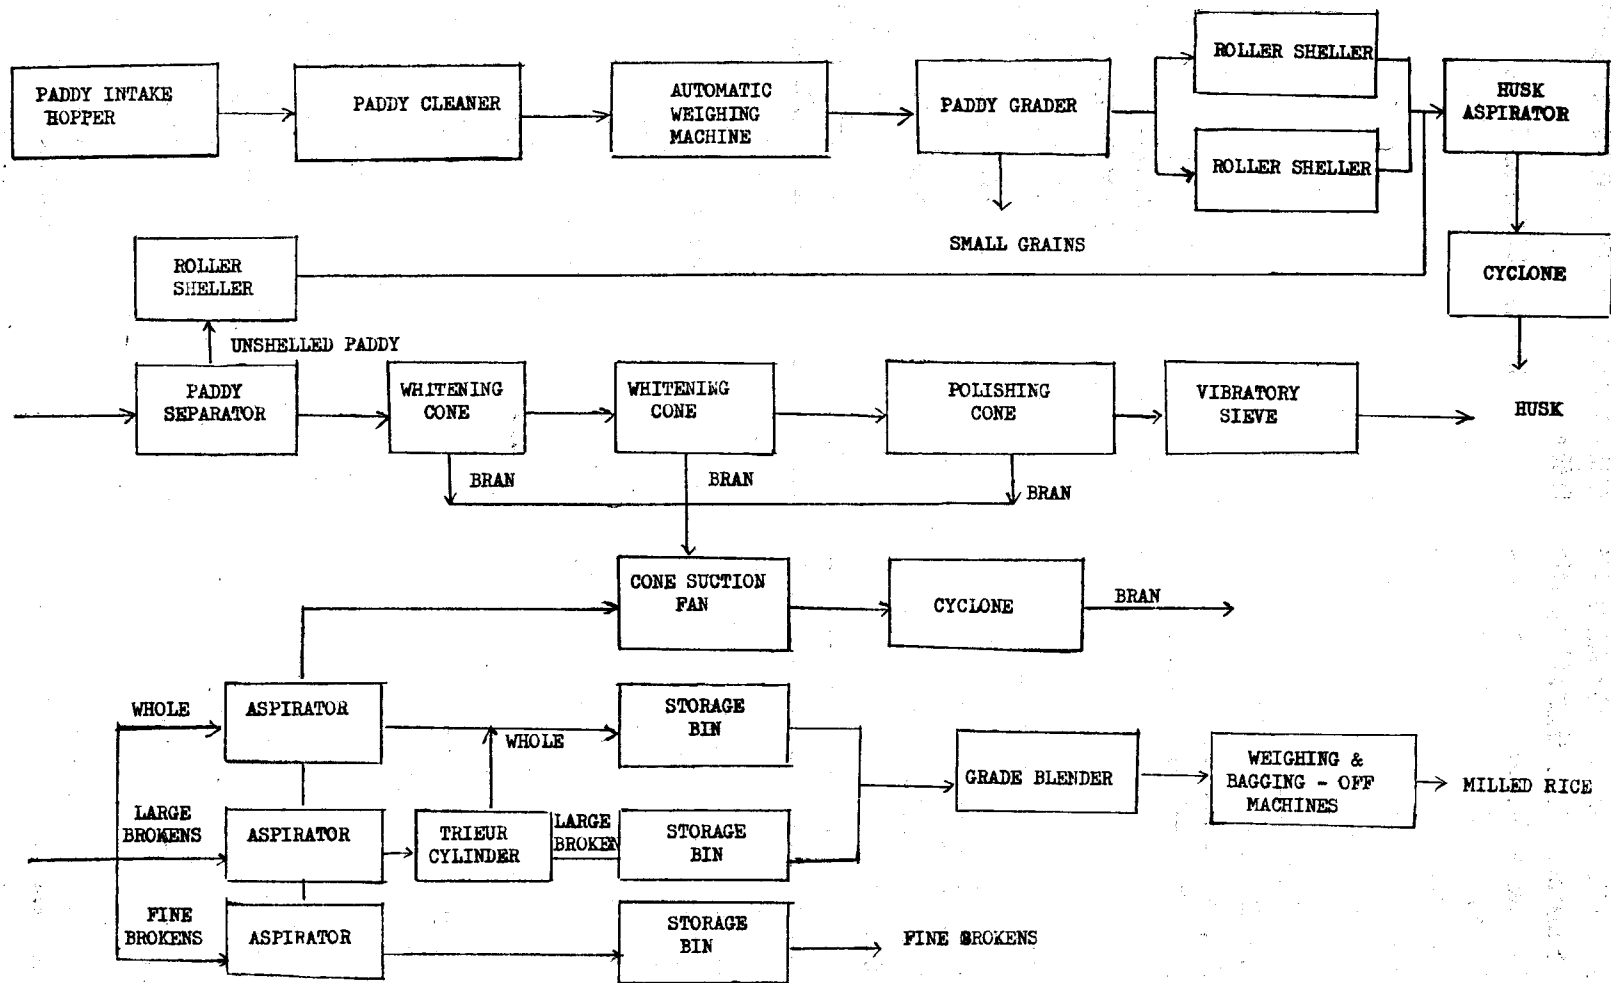 PADDY INTAKE
HOPPER
PADDY CLEANER
AUTOMATIC
WEIGHING
MACHINE
PADDY GRADER
ROLLER SHELLER
ROLLER SHELLER
HUSK
ASPIRATOR
SMALL GRAINS
CYCLONE
HUSK
ROLLER
SHELLER
UNSHELLED PADDY
PADDY
SEPARATOR
WHITENING
CONE
WHITENING
CONE
POLISHING
CONE
VIBRATORY
SIEVE
BRAN
BRAN
BRAN
CONE SUCTION
FAN
CYCLONE
BRAN
WHOLE
ASPIRATOR
WHOLE
STORAGE
BIN
GRADE BLENDER
WEIGHING &
BAGGING - OFF
MACHINES
MILLED RICE
LARGE
BROKENS
ASPIRATOR
TRIEUR
CYLINDER
LARGE
BROKEN
STORAGE
BIN
FINE
BROKENS
ASPIRATOR
STORAGE
BIN
FINE BROKENS